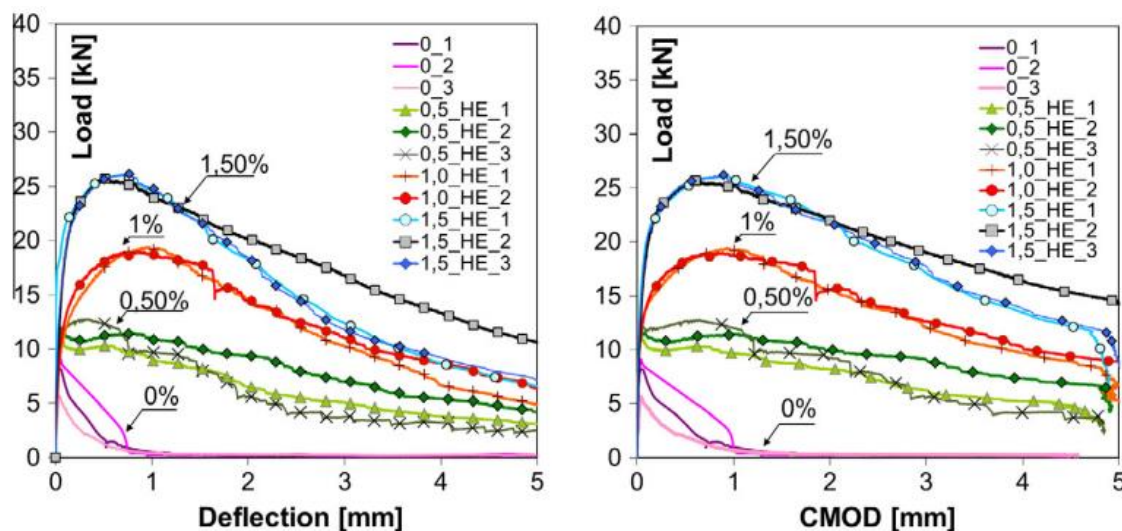 40
35
30
25
20
15
10
5
0
Load [kN]
0_1
0_2
0_3
0,5_HE_1
0,5_HE_2
0,5_HE_3
1,0_HE_1
1,0_HE_2
1,5_HE_1
1,5_HE_2
1,5_HE_3
1,50%
1%
0,50%
0%
0 1 2 3 4 5
Deflection [mm]
40
35
30
25
20
15
10
5
0
Load [kN]
0_1
0_2
0_3
0,5_HE_1
0,5_HE_2
0,5_HE_3
1,0_HE_1
1,0_HE_2
1,5_HE_1
1,5_HE_2
1,5_HE_3
1,50%
1%
0,50%
0%
0 1 2 3 4 5
CMOD [mm]